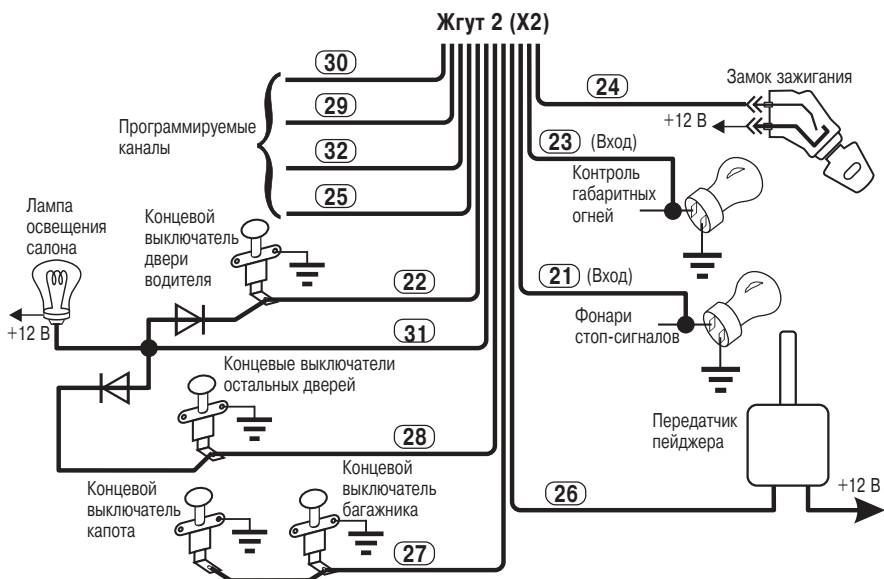 Жгут 2 (X2)
30
29
32
25
Программируемые
каналы
24
Замок зажигания
+12 В
23 (Вход)
Контроль
габаритных
огней
Лампа
освещения
салона
+12 В
Концевой
выключатель
двери
водителя
22
31
21 (Вход)
Фонари
стоп-сигналов
Концевые выключатели
остальных дверей
28
Передатчик
пейджера
+12 В
26
Концевой
выключатель
капота
Концевой
выключатель
багажника
27